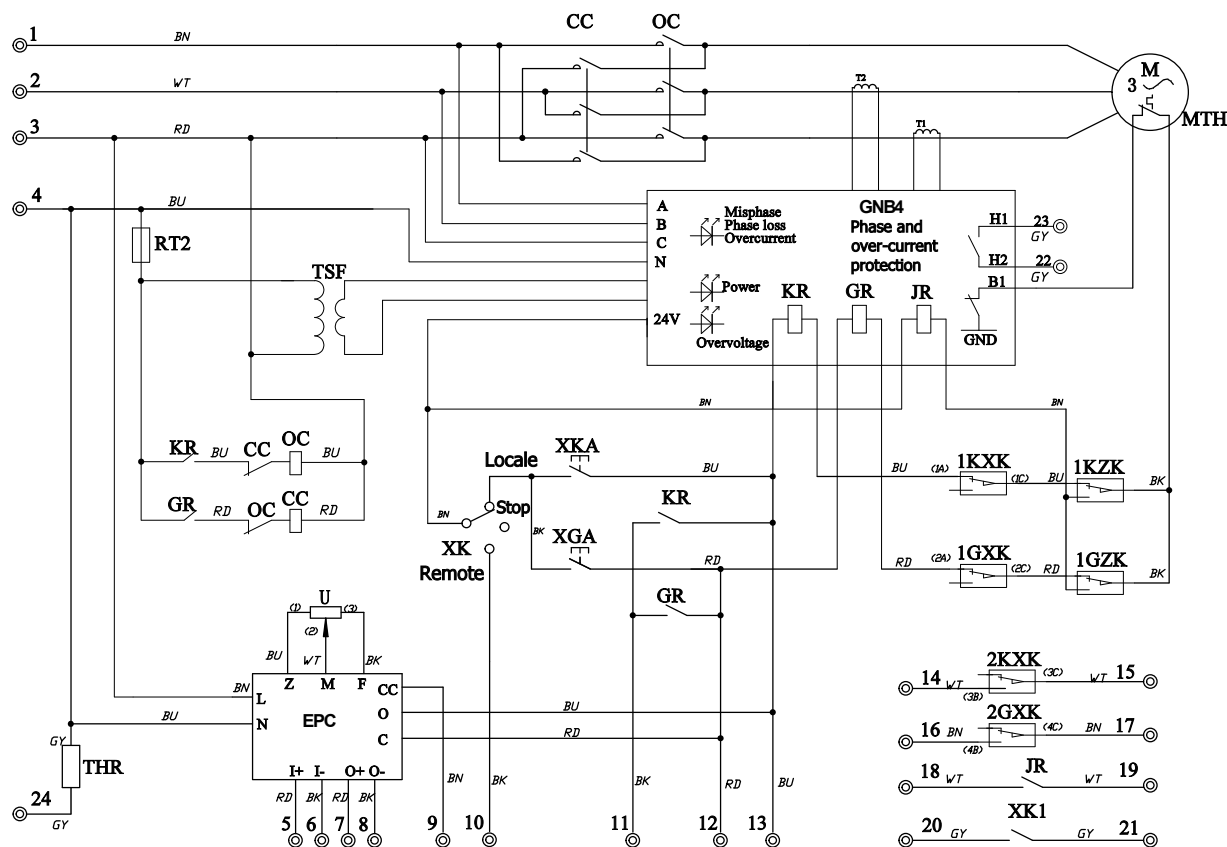 CC OC
1 BN
2 WT
3 RD
M
3
MTH
T2
T1
4 BU
RT2
TSF
A
B
C
N
24V
Misphase
Phase loss
Overcurrent
Power
Overvoltage
GNB4
Phase and
over-current
protection
KR GR JR
H1 23
GY
H2 22
GY
B1
GND
BN BN
KR BU CC OC BU
GR RD OC CC RD
Locale
Stop
XK
Remote
BN
BK
XKA
BU
KR
XGA
RD
GR
BU (1A) 1KXK (1C) BU 1KZK BK
RD (2A) 1GXK (2C) RD 1GZK BK
(1) U (3)
(2)
BU WT BK
Z M F
BN L
BU N
EPC
CC
O
C
BU
RD
I+ I- O+ O-
RD BK RD BK
5 6 7 8
BN BK BK RD BU
9 10 11 12 13
GY
THR
24
GY
14 WT (3B) 2KXK (3C) WT 15
16 BN (4B) 2GXK (4C) BN 17
18 WT JR WT 19
20 GY XK1 GY 21